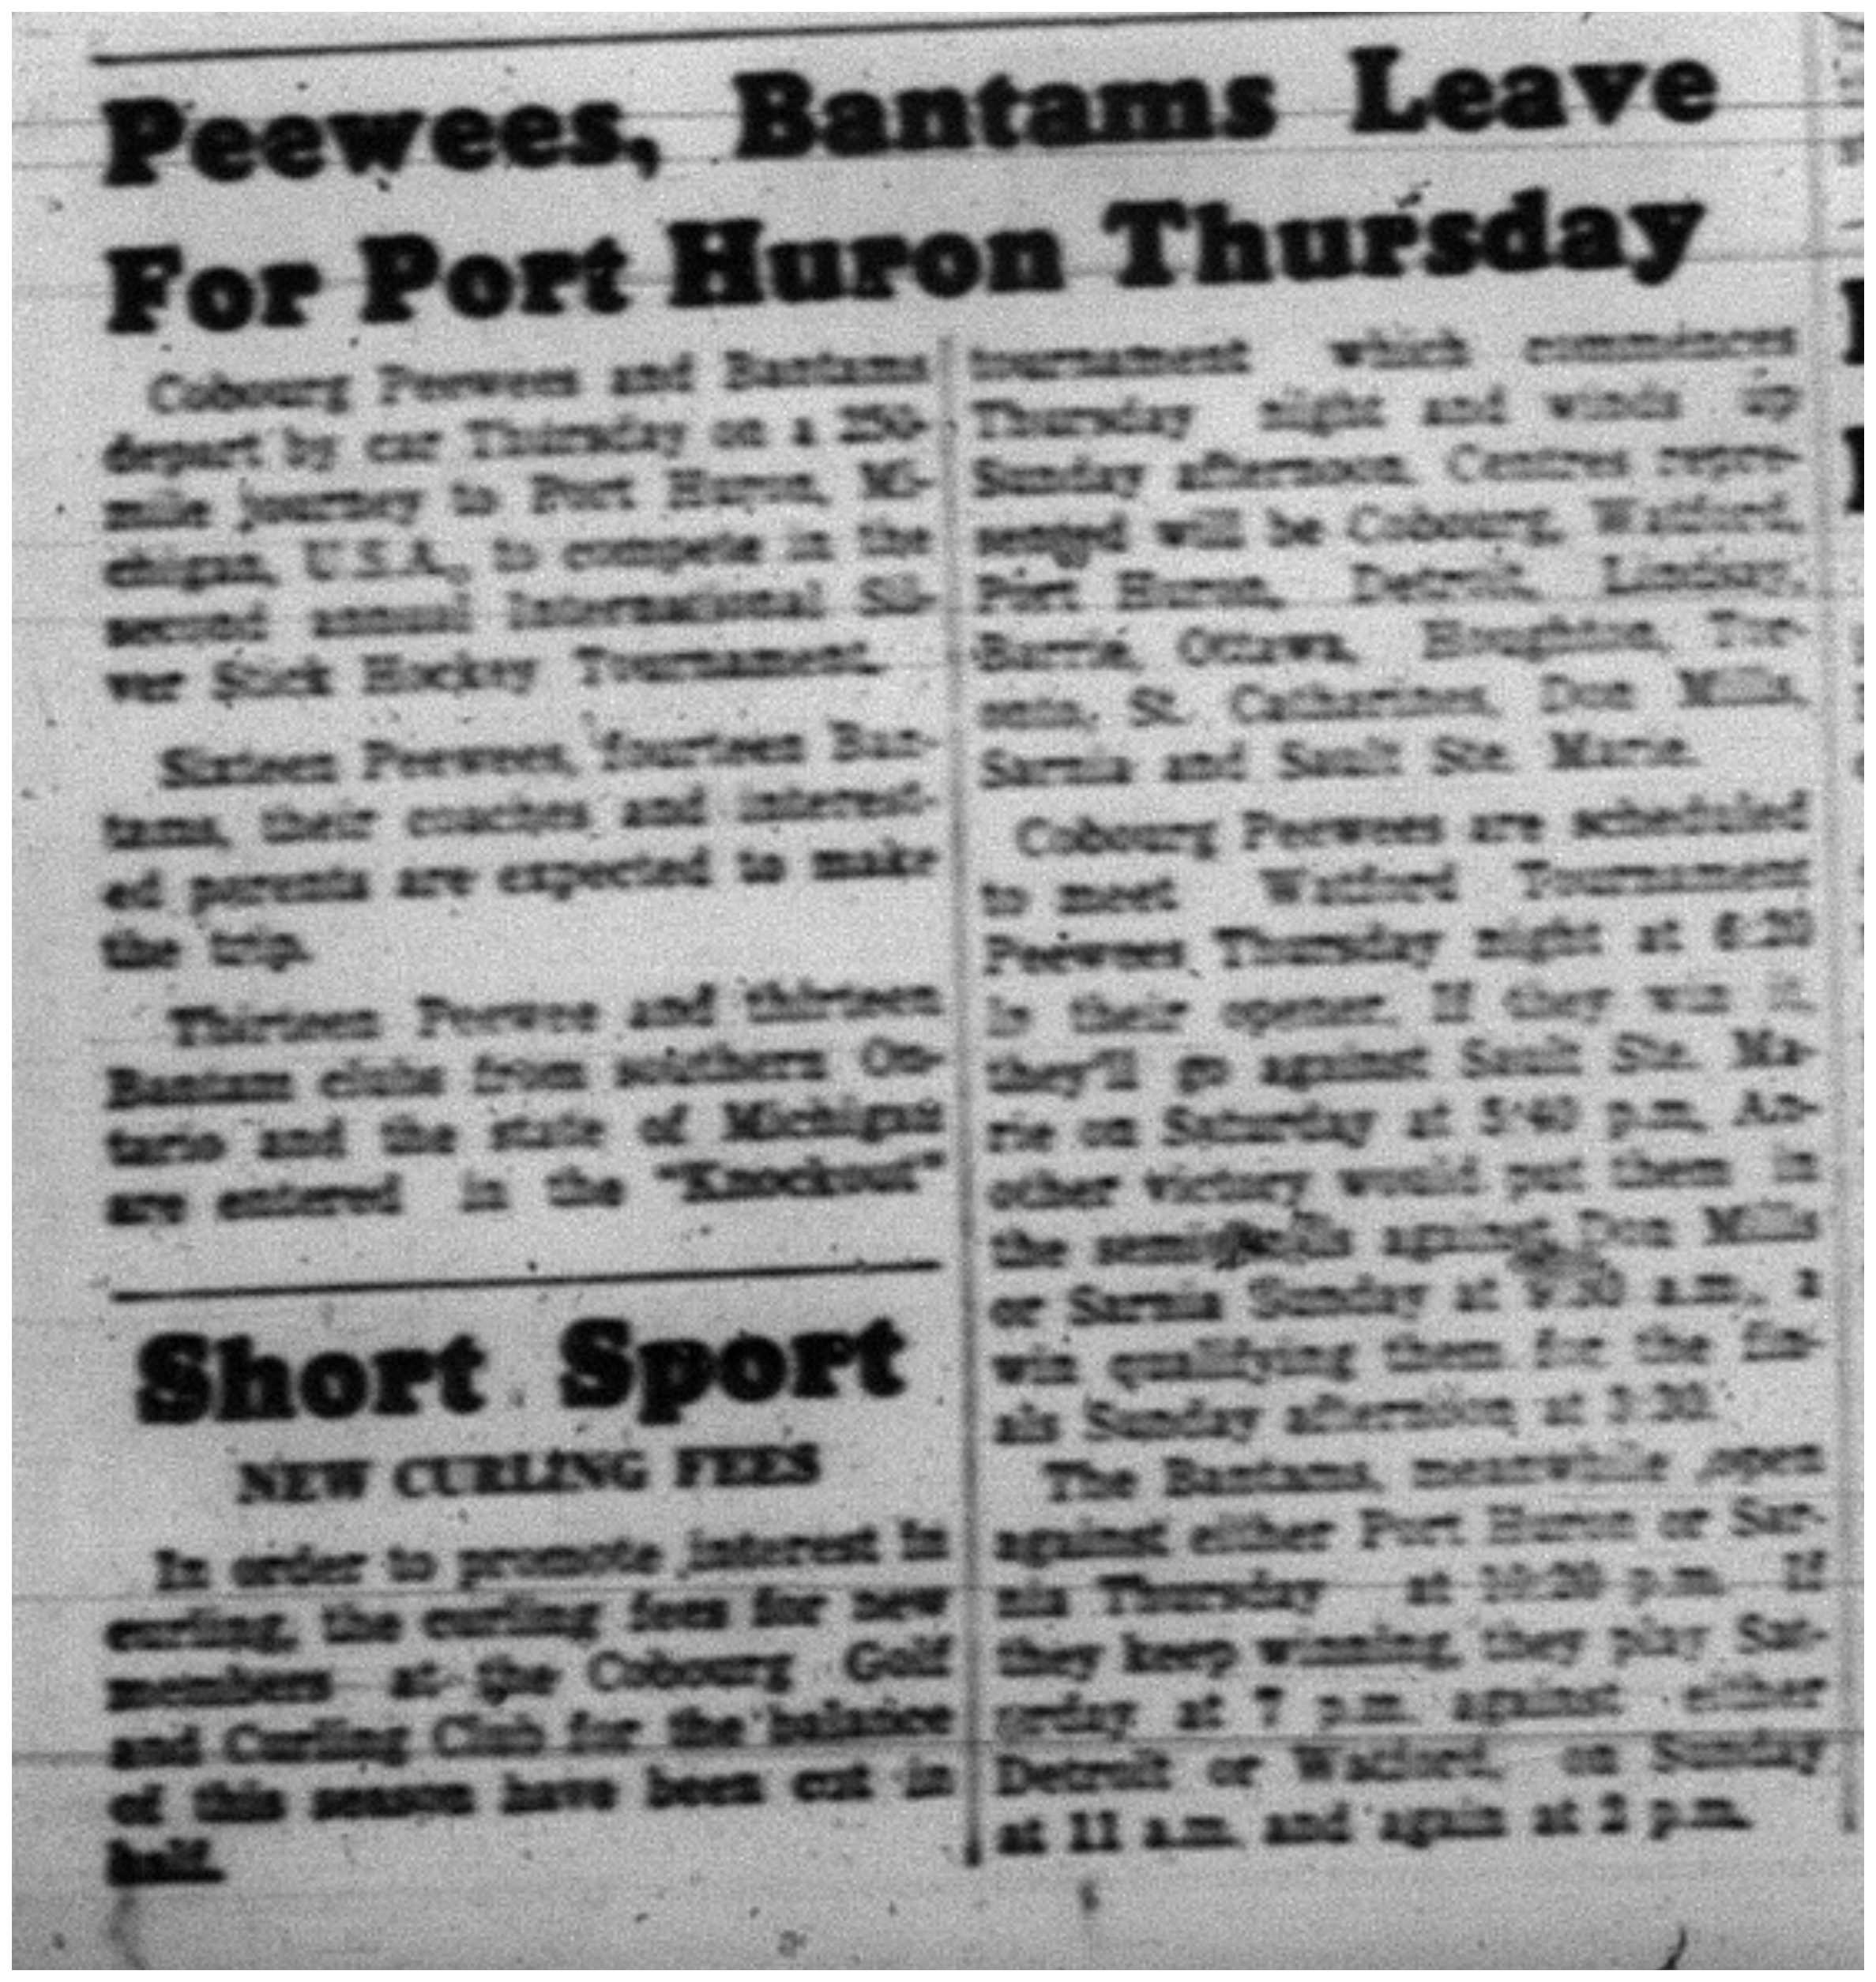 Peewees, Bantams Leave
For Port Huron Thursday
Cobourg Peewees and Bantams
depart by car Thursday on a 250-
mile journey to Port Huron, Mi-
chigan, U.S.A., to compete in the
second annual International Sil-
ver Stick Hockey Tournament.
Sixteen Peewees, fourteen Ban-
tams, their coaches and interest-
ed parents are expected to make
the trip.
Thirteen Peewee and thirteen
Bantam clubs from southern On-
tario and the state of Michigan
are entered in the "Knockout"
tournament which commences
Thursday night and winds up
Sunday afternoon. Centres repre-
will be Cobourg, Watford,
Port Huron, Detroit, Lindsay,
Barrie, Ottawa, Houghton, Tor-
onto, St. Catharines, Don Mills,
Sarnia and Sault Ste. Marie.
Cobourg Peewees are scheduled
to meet Watford Tournament
Peewees Thursday night at 6:20
in their opener. If they win it,
they'll go against Sault Ste. Ma-
rie on Saturday at 5:40 p.m. An-
other victory would put them in
the against Don Mills
or Sarnia Sunday at a.m., a
win qualifying them for the fin-
als Sunday afternoon at
The Bantams, meanwhile open
against either Port Huron or Sar-
nia Thursday at 10:20 p.m. If
they keep winning, they play Sat-
urday at 7 p.m. against either
Detroit or Watford, on Sunday
at 11 a.m. and again at 2 p.m.
Short Sport
NEW CURLING FEES
In order to promote interest in
curling, the curling fees for new
members at the Cobourg Golf
and Curling Club for the balance
of this season have been cut in
half.